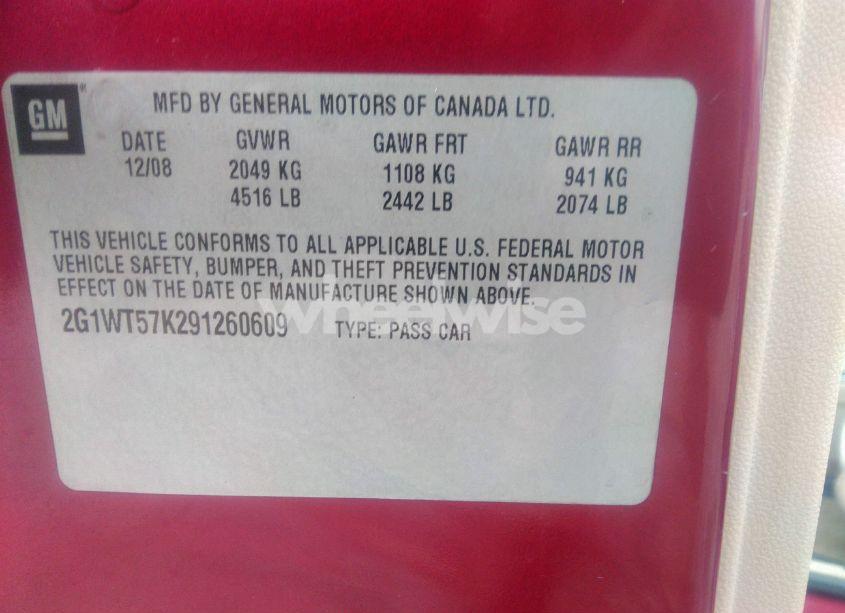 GM
MFD BY GENERAL MOTORS OF CANADA LTD.
DATE GVWR GAWR FRT GAWR RR
12/08 2049 KG 1108 KG 941 KG
4516 LB 2442 LB 2074 LB
THIS VEHICLE CONFORMS TO ALL APPLICABLE U.S. FEDERAL MOTOR
VEHICLE SAFETY, BUMPER, AND THEFT PREVENTION STANDARDS IN
EFFECT ON THE DATE OF MANUFACTURE SHOWN ABOVE.
2G1WT57K291260609 TYPE: PASS CAR
wheelwise